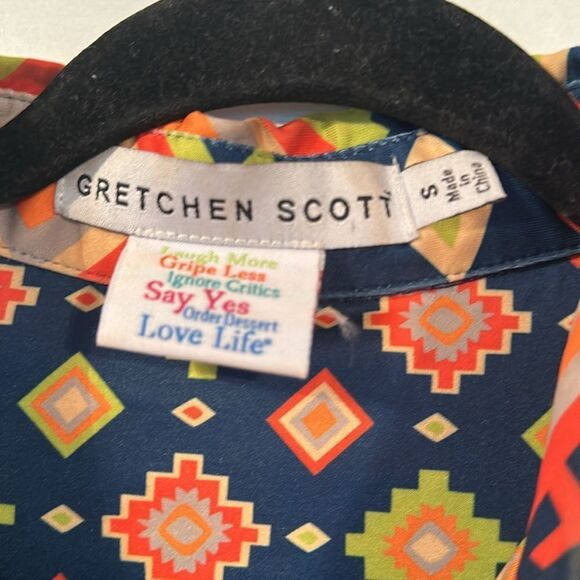 GRETCHEN SCOTT
S
Made
in
China
Laugh More
Gripe Less
Ignore Critics
Say Yes
Order Dessert
Love Life®